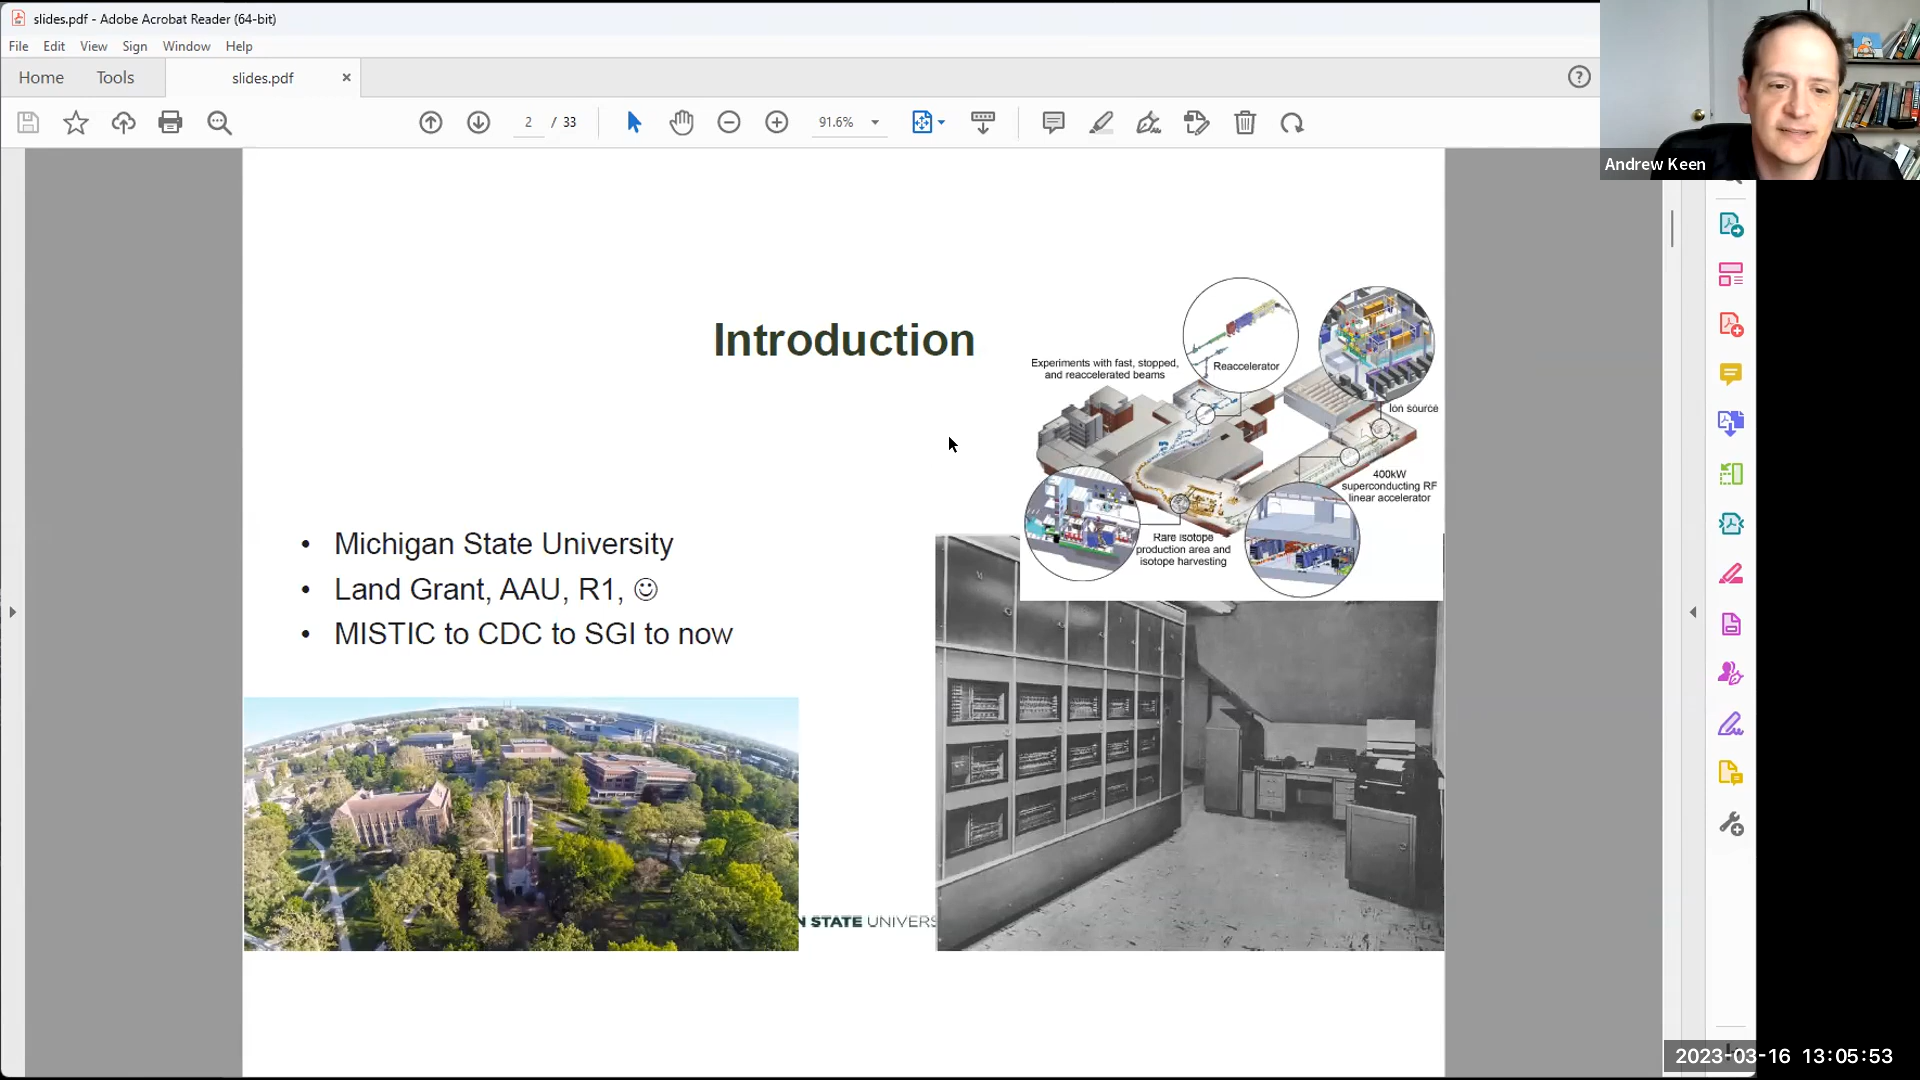 slides.pdf - Adobe Acrobat Reader (64-bit)
File Edit View Sign Window Help
Home Tools slides.pdf
2 / 33 91.6%
Andrew Keen
Introduction
Experiments with fast, stopped,
and reaccelerated beams
Reaccelerator
Ion source
400kW
superconducting RF
linear accelerator
Rare isotope
production area and
isotope harvesting
• Michigan State University
• Land Grant, AAU, R1, ☺
• MISTIC to CDC to SGI to now
N STATE UNIVERS
2023-03-16 13:05:53